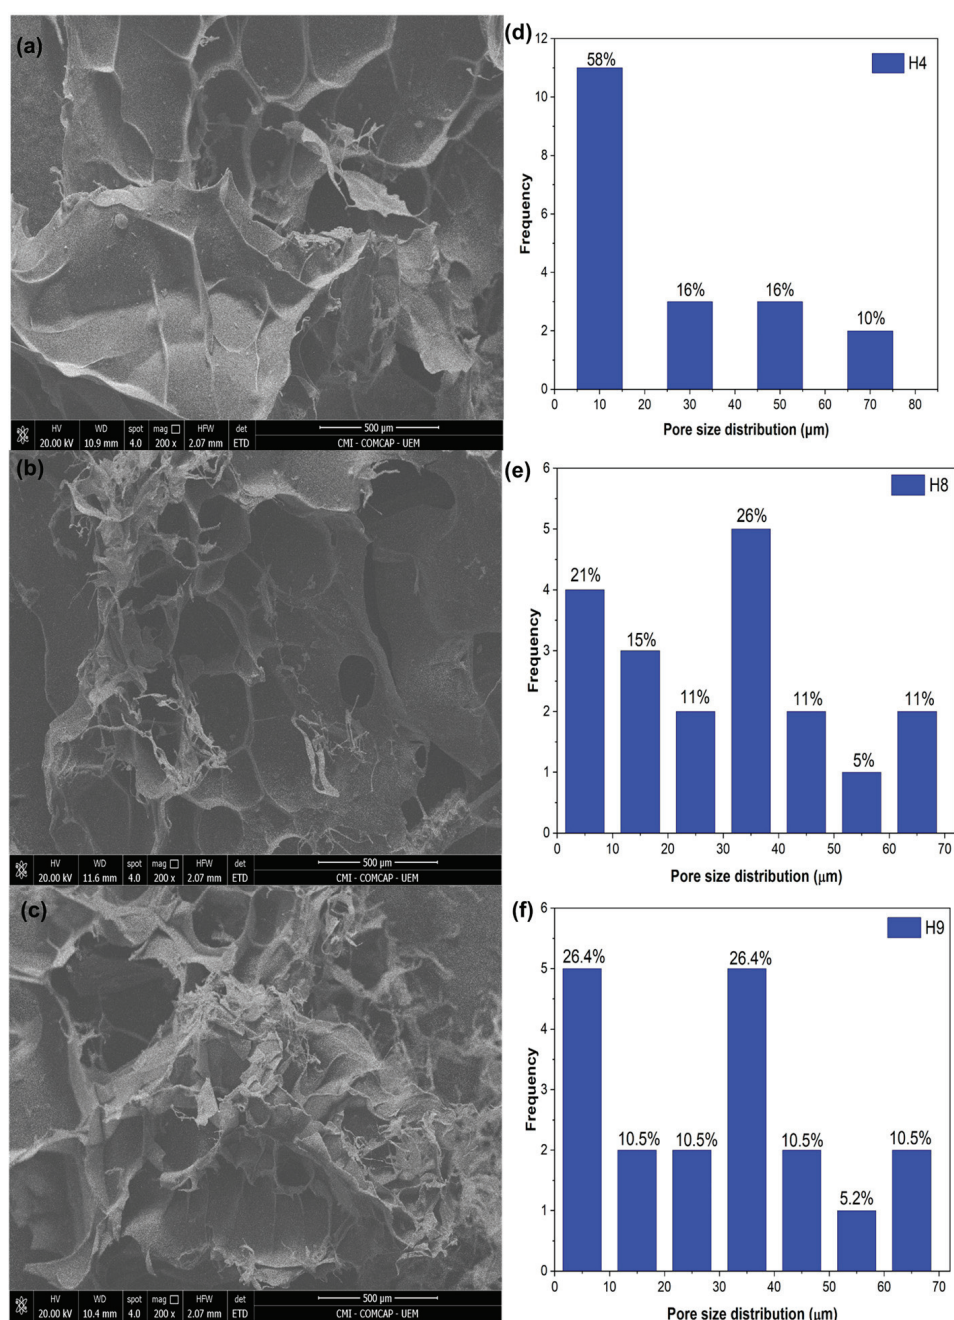 (a)
HV WD spot mag □ HFW det 500 µm
20.00 kV 10.9 mm 4.0 200 x 2.07 mm ETD CMI - COMCAP - UEM
(d)
H4
Frequency
12
10
8
6
4
2
0
58%
16%
16%
10%
0 10 20 30 40 50 60 70 80
Pore size distribution (µm)
(b)
HV WD spot mag □ HFW det 500 µm
20.00 kV 11.6 mm 4.0 200 x 2.07 mm ETD CMI - COMCAP - UEM
(e)
H8
Frequency
6
5
4
3
2
1
0
21%
15%
11%
26%
11%
5%
11%
0 10 20 30 40 50 60 70
Pore size distribution (µm)
(c)
HV WD spot mag □ HFW det 500 µm
20.00 kV 10.4 mm 4.0 200 x 2.07 mm ETD CMI - COMCAP - UEM
(f)
H9
Frequency
6
5
4
3
2
1
0
26.4%
10.5%
10.5%
26.4%
10.5%
5.2%
10.5%
0 10 20 30 40 50 60 70
Pore size distribution (µm)